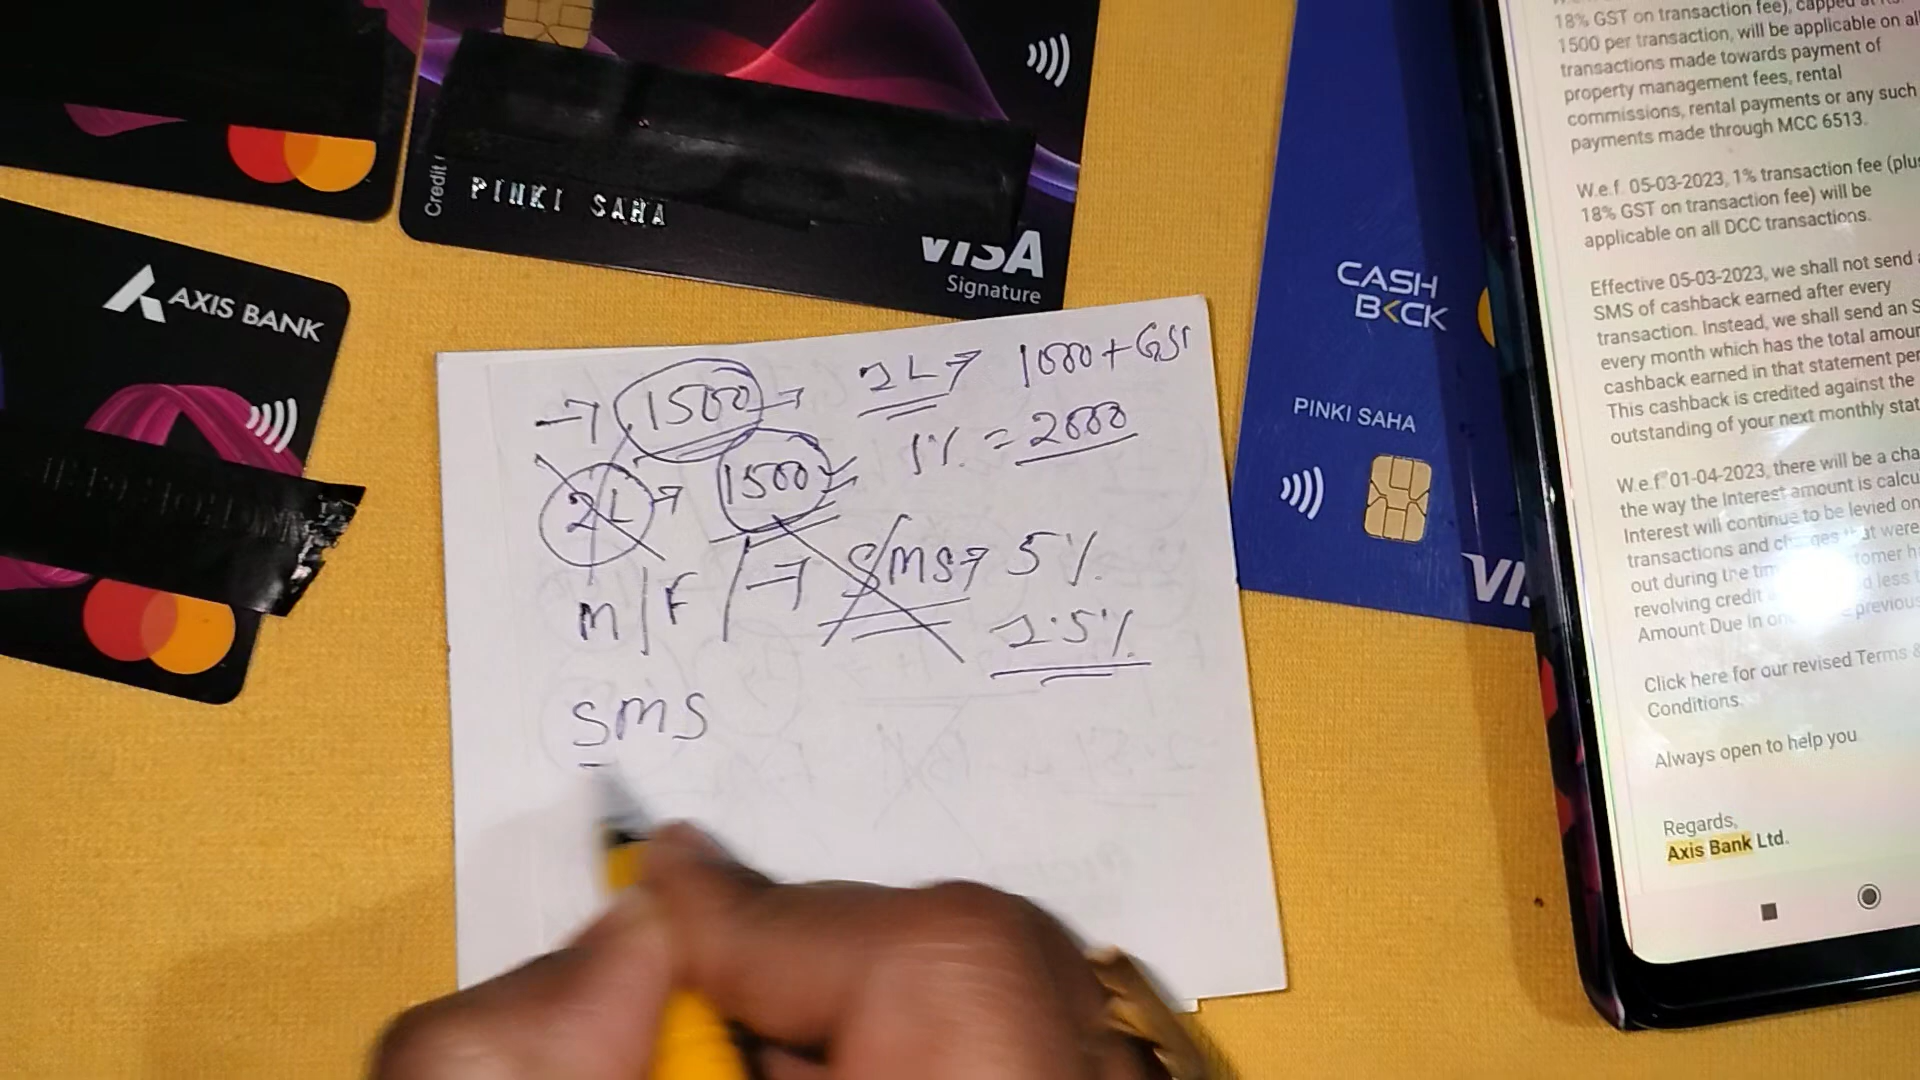 Credit
PINKI SAHA
VISA
Signature
AXIS BANK
CASH
B<CK
PINKI SAHA
VI
→ 1500 → 2L → 1000 + GST
1% = 2000
2L → 1500
M | F | → SMS → 5%
1.5%
SMS
18% GST on transaction fee), capped at Rs.
1500 per transaction, will be applicable on all
transactions made towards payment of
property management fees, rental
commissions, rental payments or any such
payments made through MCC 6513.
W.e.f. 05-03-2023, 1% transaction fee (plus
18% GST on transaction fee) will be
applicable on all DCC transactions.
Effective 05-03-2023, we shall not send
SMS of cashback earned after every
transaction. Instead, we shall send an S
every month which has the total amoun
cashback earned in that statement per
This cashback is credited against the
outstanding of your next monthly stat
W.e.f 01-04-2023, there will be a cha
the way the Interest amount is calcu
Interest will continue to be levied on
transactions and that were
out during the
revolving credit previous
Amount Due in
Click here for our revised Terms &
Conditions.
Always open to help you
Regards,
Axis Bank Ltd.